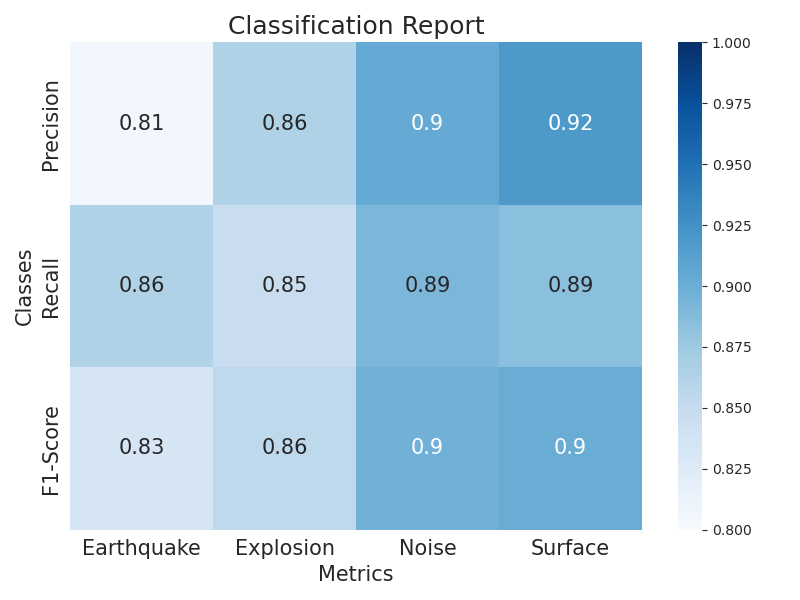 Classification Report
Classes
Precision 0.81 0.86 0.9 0.92
Recall 0.86 0.85 0.89 0.89
F1-Score 0.83 0.86 0.9 0.9
Earthquake Explosion Noise Surface
Metrics
1.000
0.975
0.950
0.925
0.900
0.875
0.850
0.825
0.800